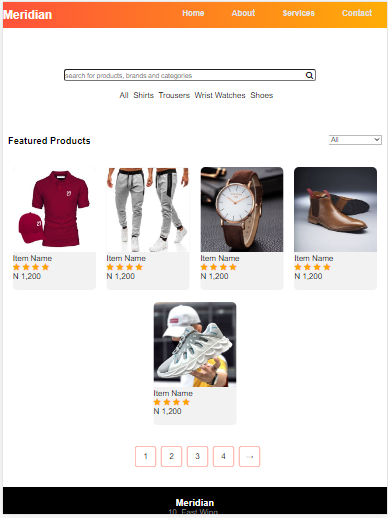 Meridian Home About Services Contact
search for products, brands and categories
All Shirts Trousers Wrist Watches Shoes
Featured Products All
Item Name Item Name Item Name Item Name
N 1,200 N 1,200 N 1,200 N 1,200
Item Name
N 1,200
1 2 3 4 →
Meridian
10, East Wing